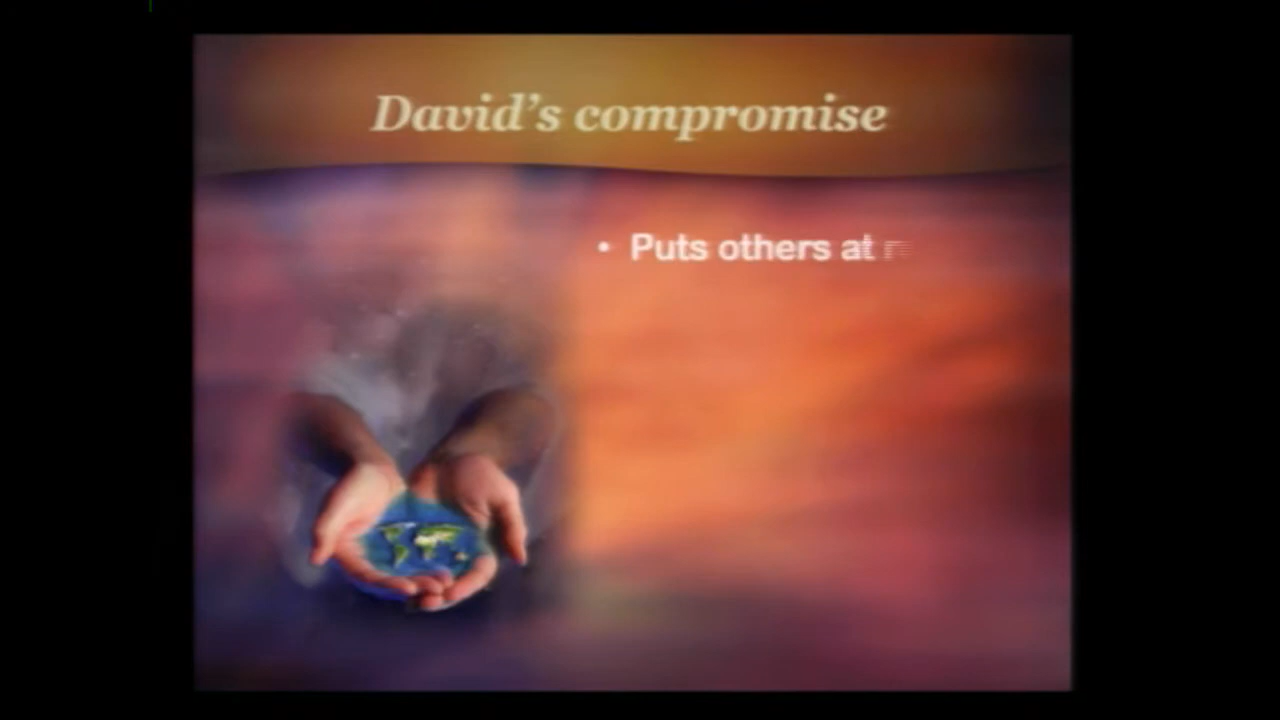 David's compromise
• Puts others at